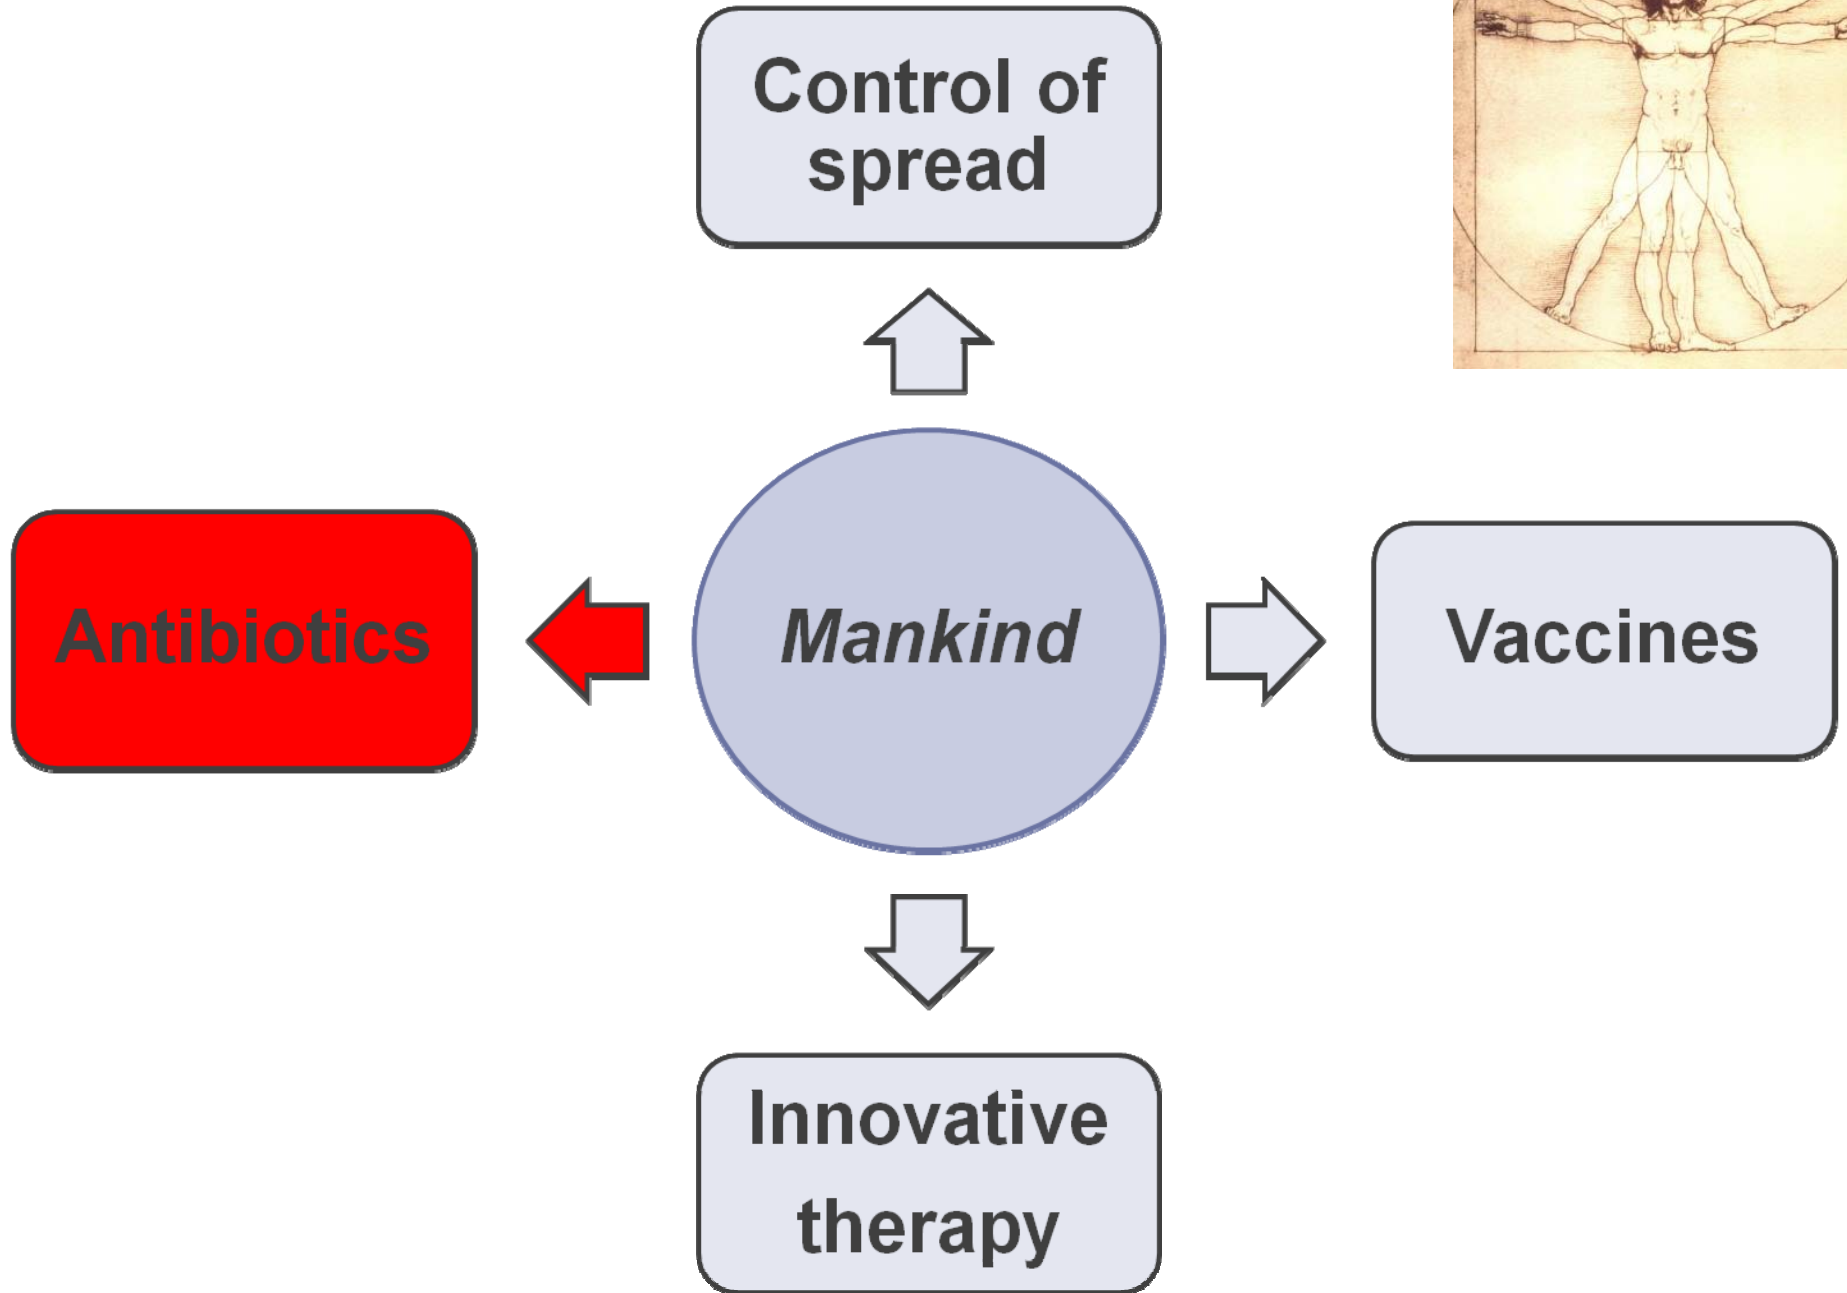 Control of
spread
Antibiotics
Mankind
Vaccines
Innovative
therapy